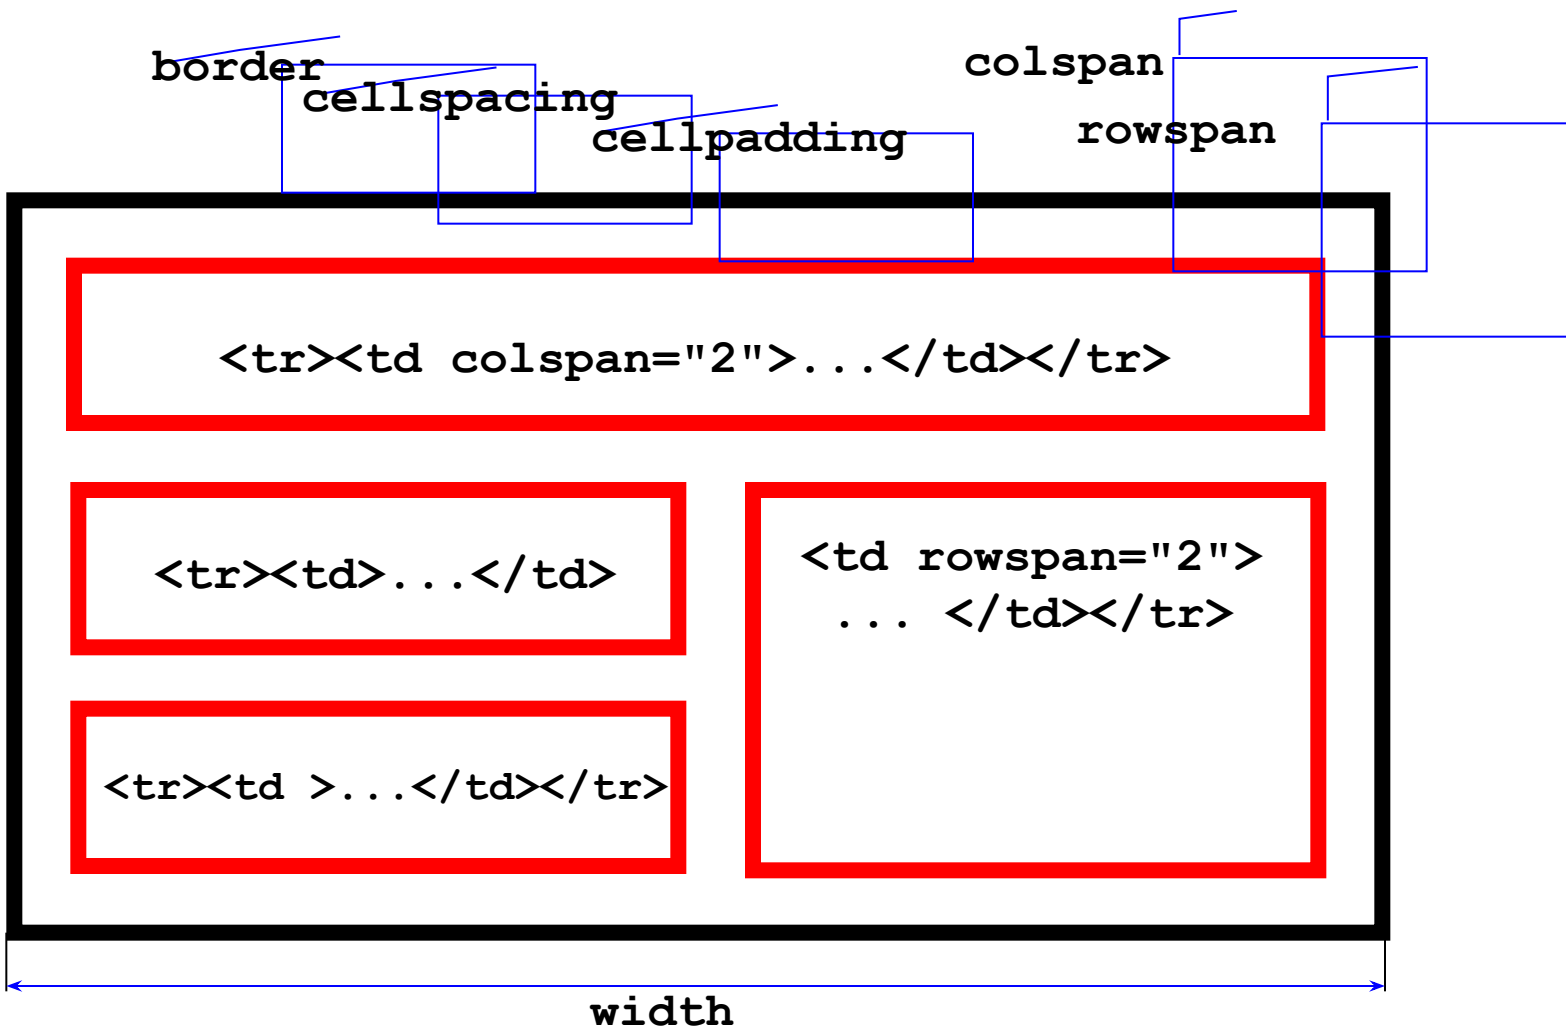 border
cellspacing
cellpadding
colspan
rowspan
<tr><td colspan="2">...</td></tr>
<tr><td>...</td>
<td rowspan="2">
... </td></tr>
<tr><td >...</td></tr>
width